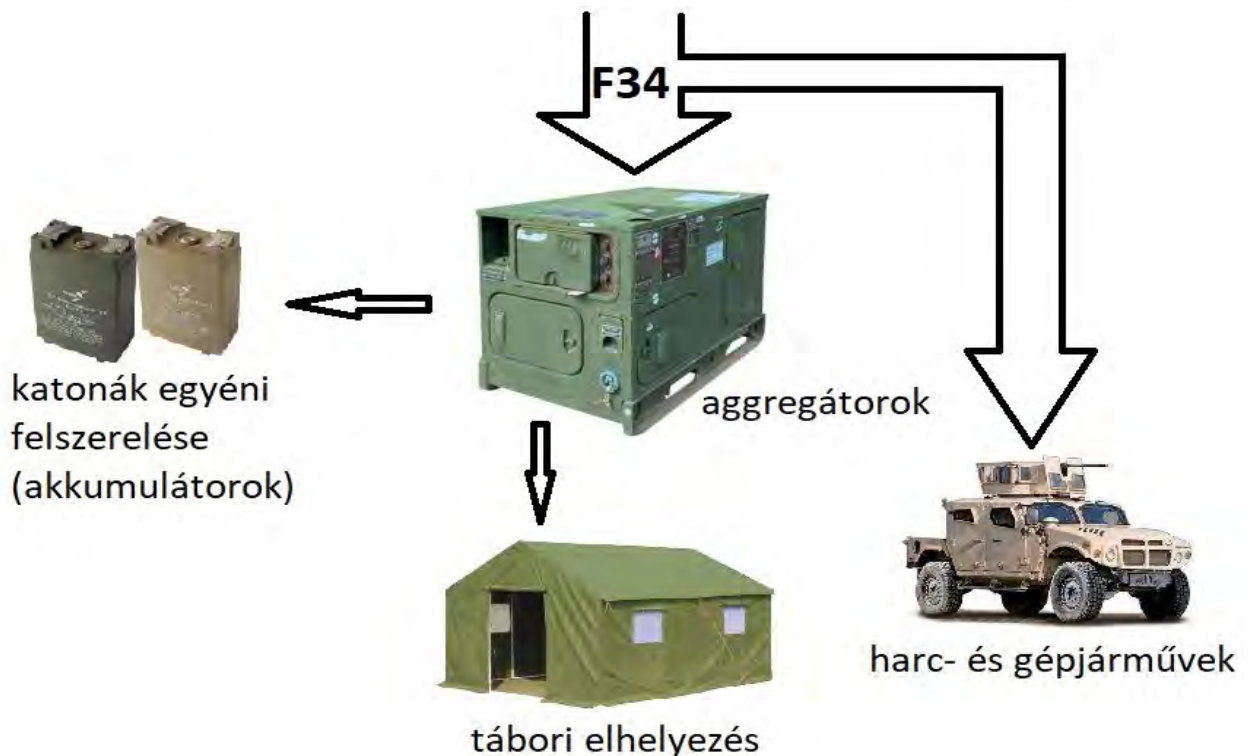 F34
katonák egyéni
felszerelése
(akkumulátorok)
aggregátorok
harc- és gépjárművek
tábori elhelyezés